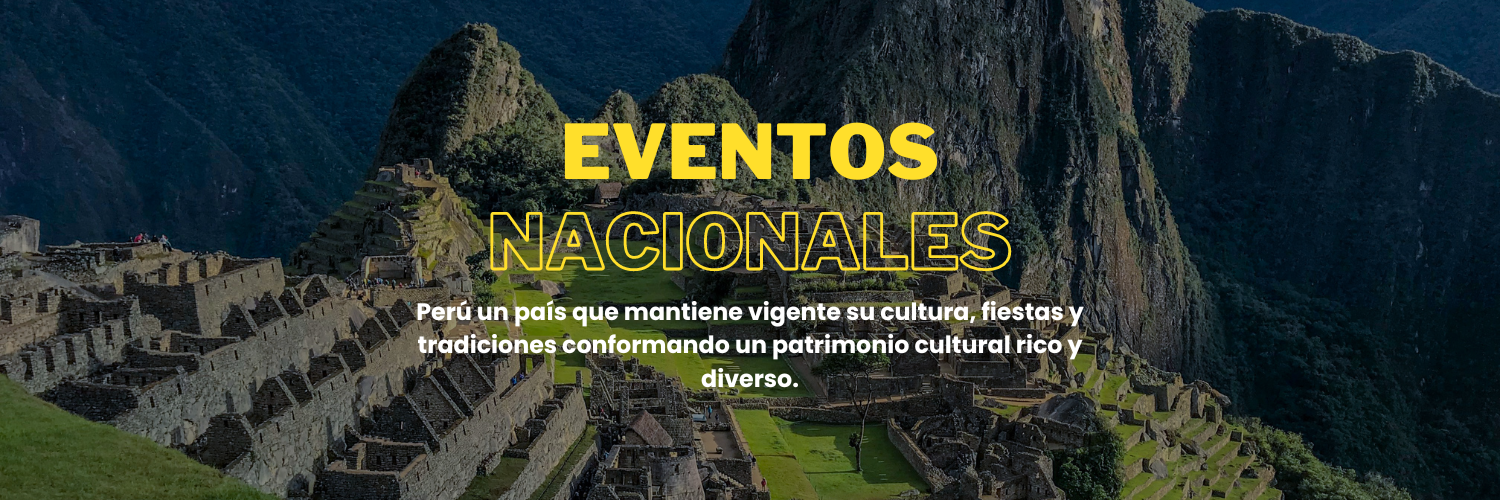 EVENTOS
NACIONALES
Perú un país que mantiene vigente su cultura, fiestas y
tradiciones conformando un patrimonio cultural rico y
diverso.